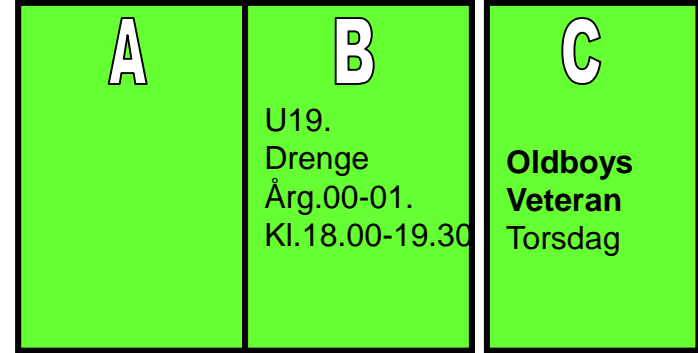 A
B
U19.
Drenge
Årg.00-01.
Kl.18.00-19.30
C
Oldboys
Veteran
Torsdag